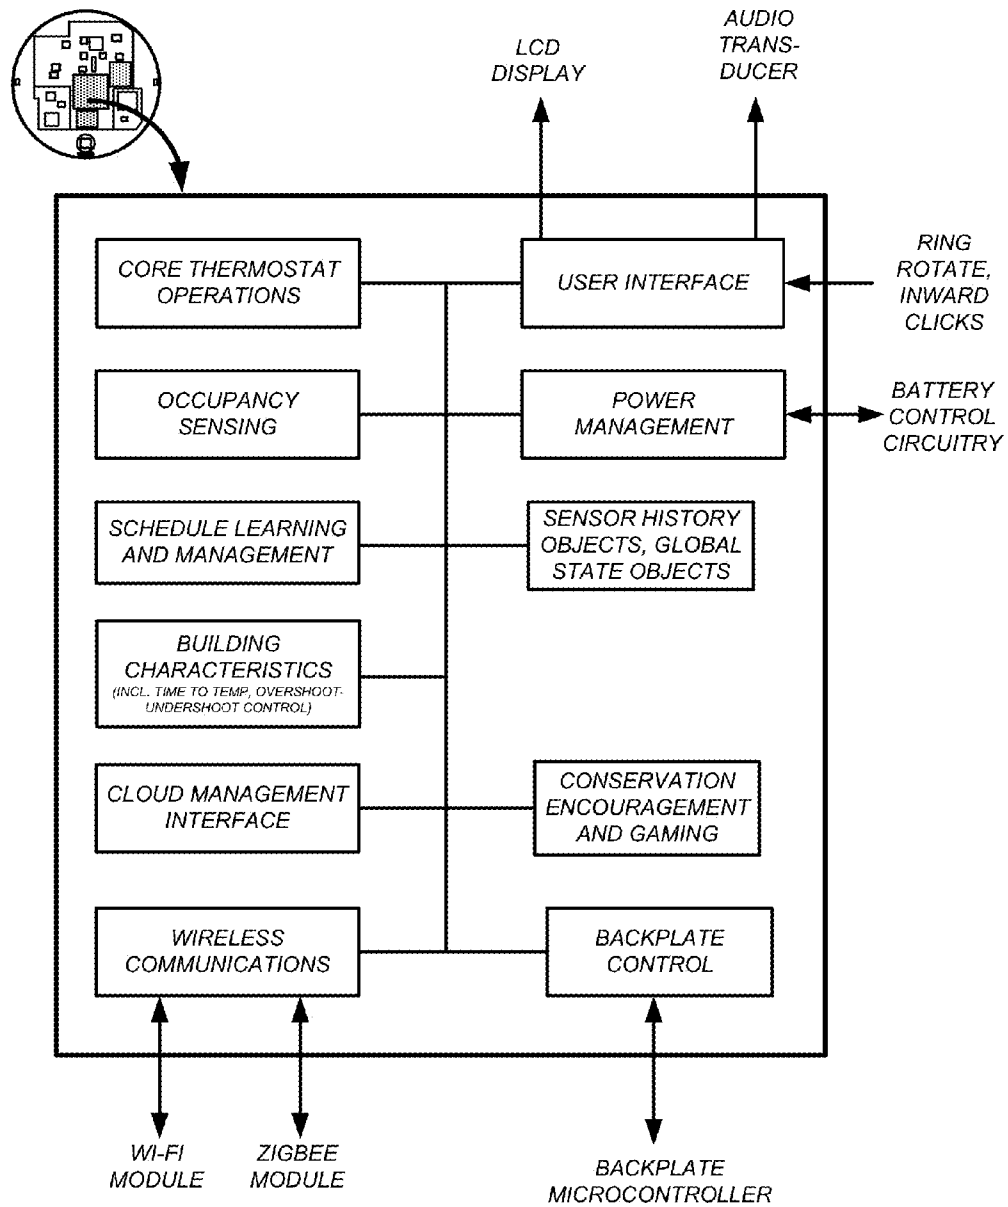 LCD
DISPLAY
AUDIO
TRANS-
DUCER
CORE THERMOSTAT
OPERATIONS
USER INTERFACE
RING
ROTATE,
INWARD
CLICKS
OCCUPANCY
SENSING
POWER
MANAGEMENT
BATTERY
CONTROL
CIRCUITRY
SCHEDULE LEARNING
AND MANAGEMENT
SENSOR HISTORY
OBJECTS, GLOBAL
STATE OBJECTS
BUILDING
CHARACTERISTICS
(INCL. TIME TO TEMP, OVERSHOOT-
UNDERSHOOT CONTROL)
CLOUD MANAGEMENT
INTERFACE
CONSERVATION
ENCOURAGEMENT
AND GAMING
WIRELESS
COMMUNICATIONS
BACKPLATE
CONTROL
WI-FI
MODULE
ZIGBEE
MODULE
BACKPLATE
MICROCONTROLLER